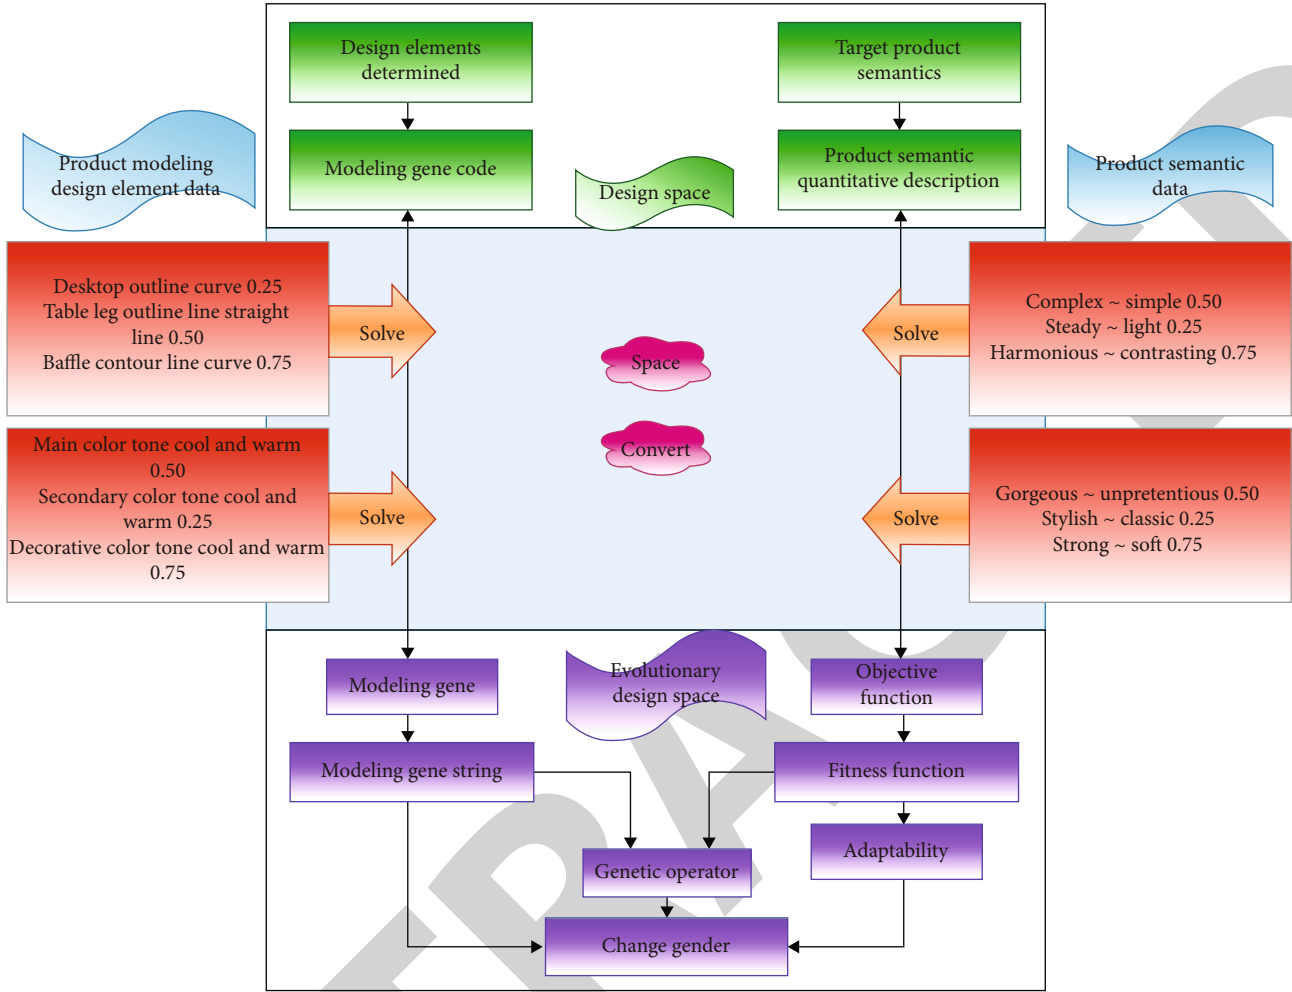 Design elements
determined
Target product
semantics
Product modeling
design element data
Modeling gene code
Design space
Product semantic
quantitative description
Product semantic
data
Desktop outline curve 0.25
Table leg outline line straight
line 0.50
Baffle contour line curve 0.75
Solve
Space
Solve
Complex ~ simple 0.50
Steady ~ light 0.25
Harmonious ~ contrasting 0.75
Main color tone cool and warm
0.50
Secondary color tone cool and
warm 0.25
Decorative color tone cool and warm
0.75
Solve
Convert
Solve
Gorgeous ~ unpretentious 0.50
Stylish ~ classic 0.25
Strong ~ soft 0.75
Modeling gene
Evolutionary
design space
Objective
function
Modeling gene string
Fitness function
Adaptability
Genetic operator
Change gender